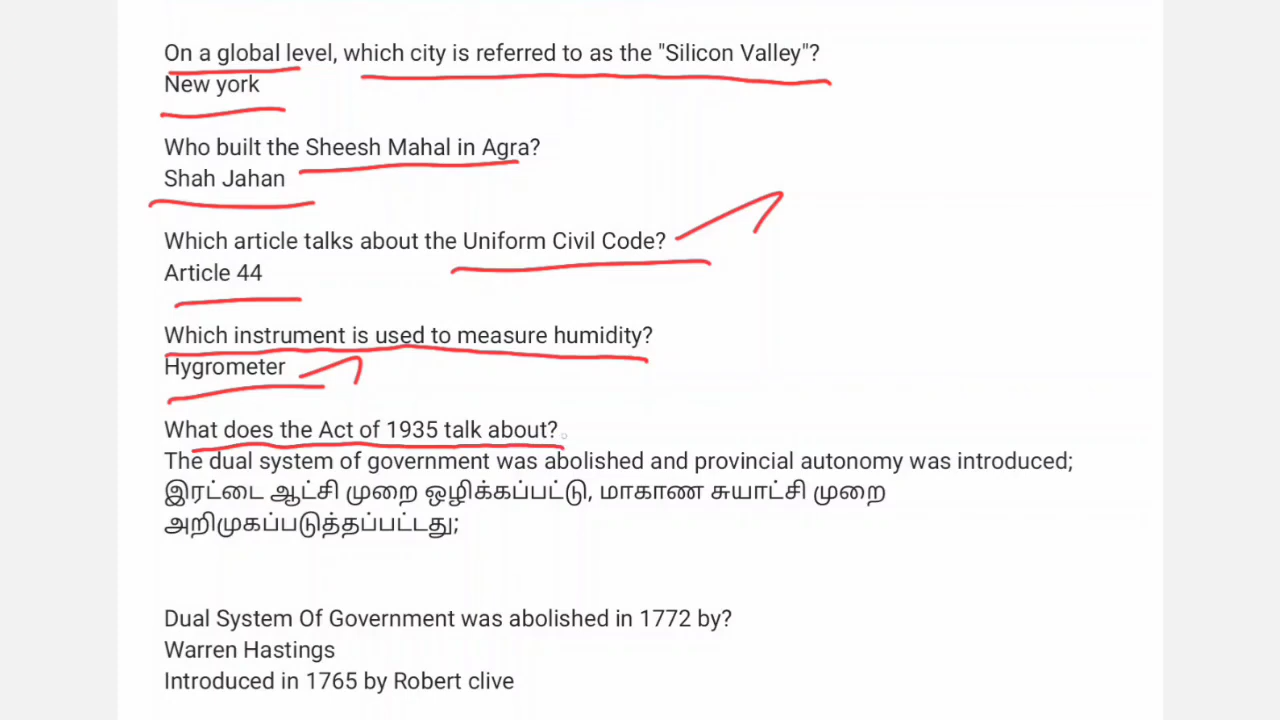 On a global level, which city is referred to as the "Silicon Valley"?
New york
Who built the Sheesh Mahal in Agra?
Shah Jahan
Which article talks about the Uniform Civil Code?
Article 44
Which instrument is used to measure humidity?
Hygrometer
What does the Act of 1935 talk about?
The dual system of government was abolished and provincial autonomy was introduced;
இரட்டை ஆட்சி முறை ஒழிக்கப்பட்டு, மாகாண சுயாட்சி முறை
அறிமுகப்படுத்தப்பட்டது;
Dual System Of Government was abolished in 1772 by?
Warren Hastings
Introduced in 1765 by Robert clive